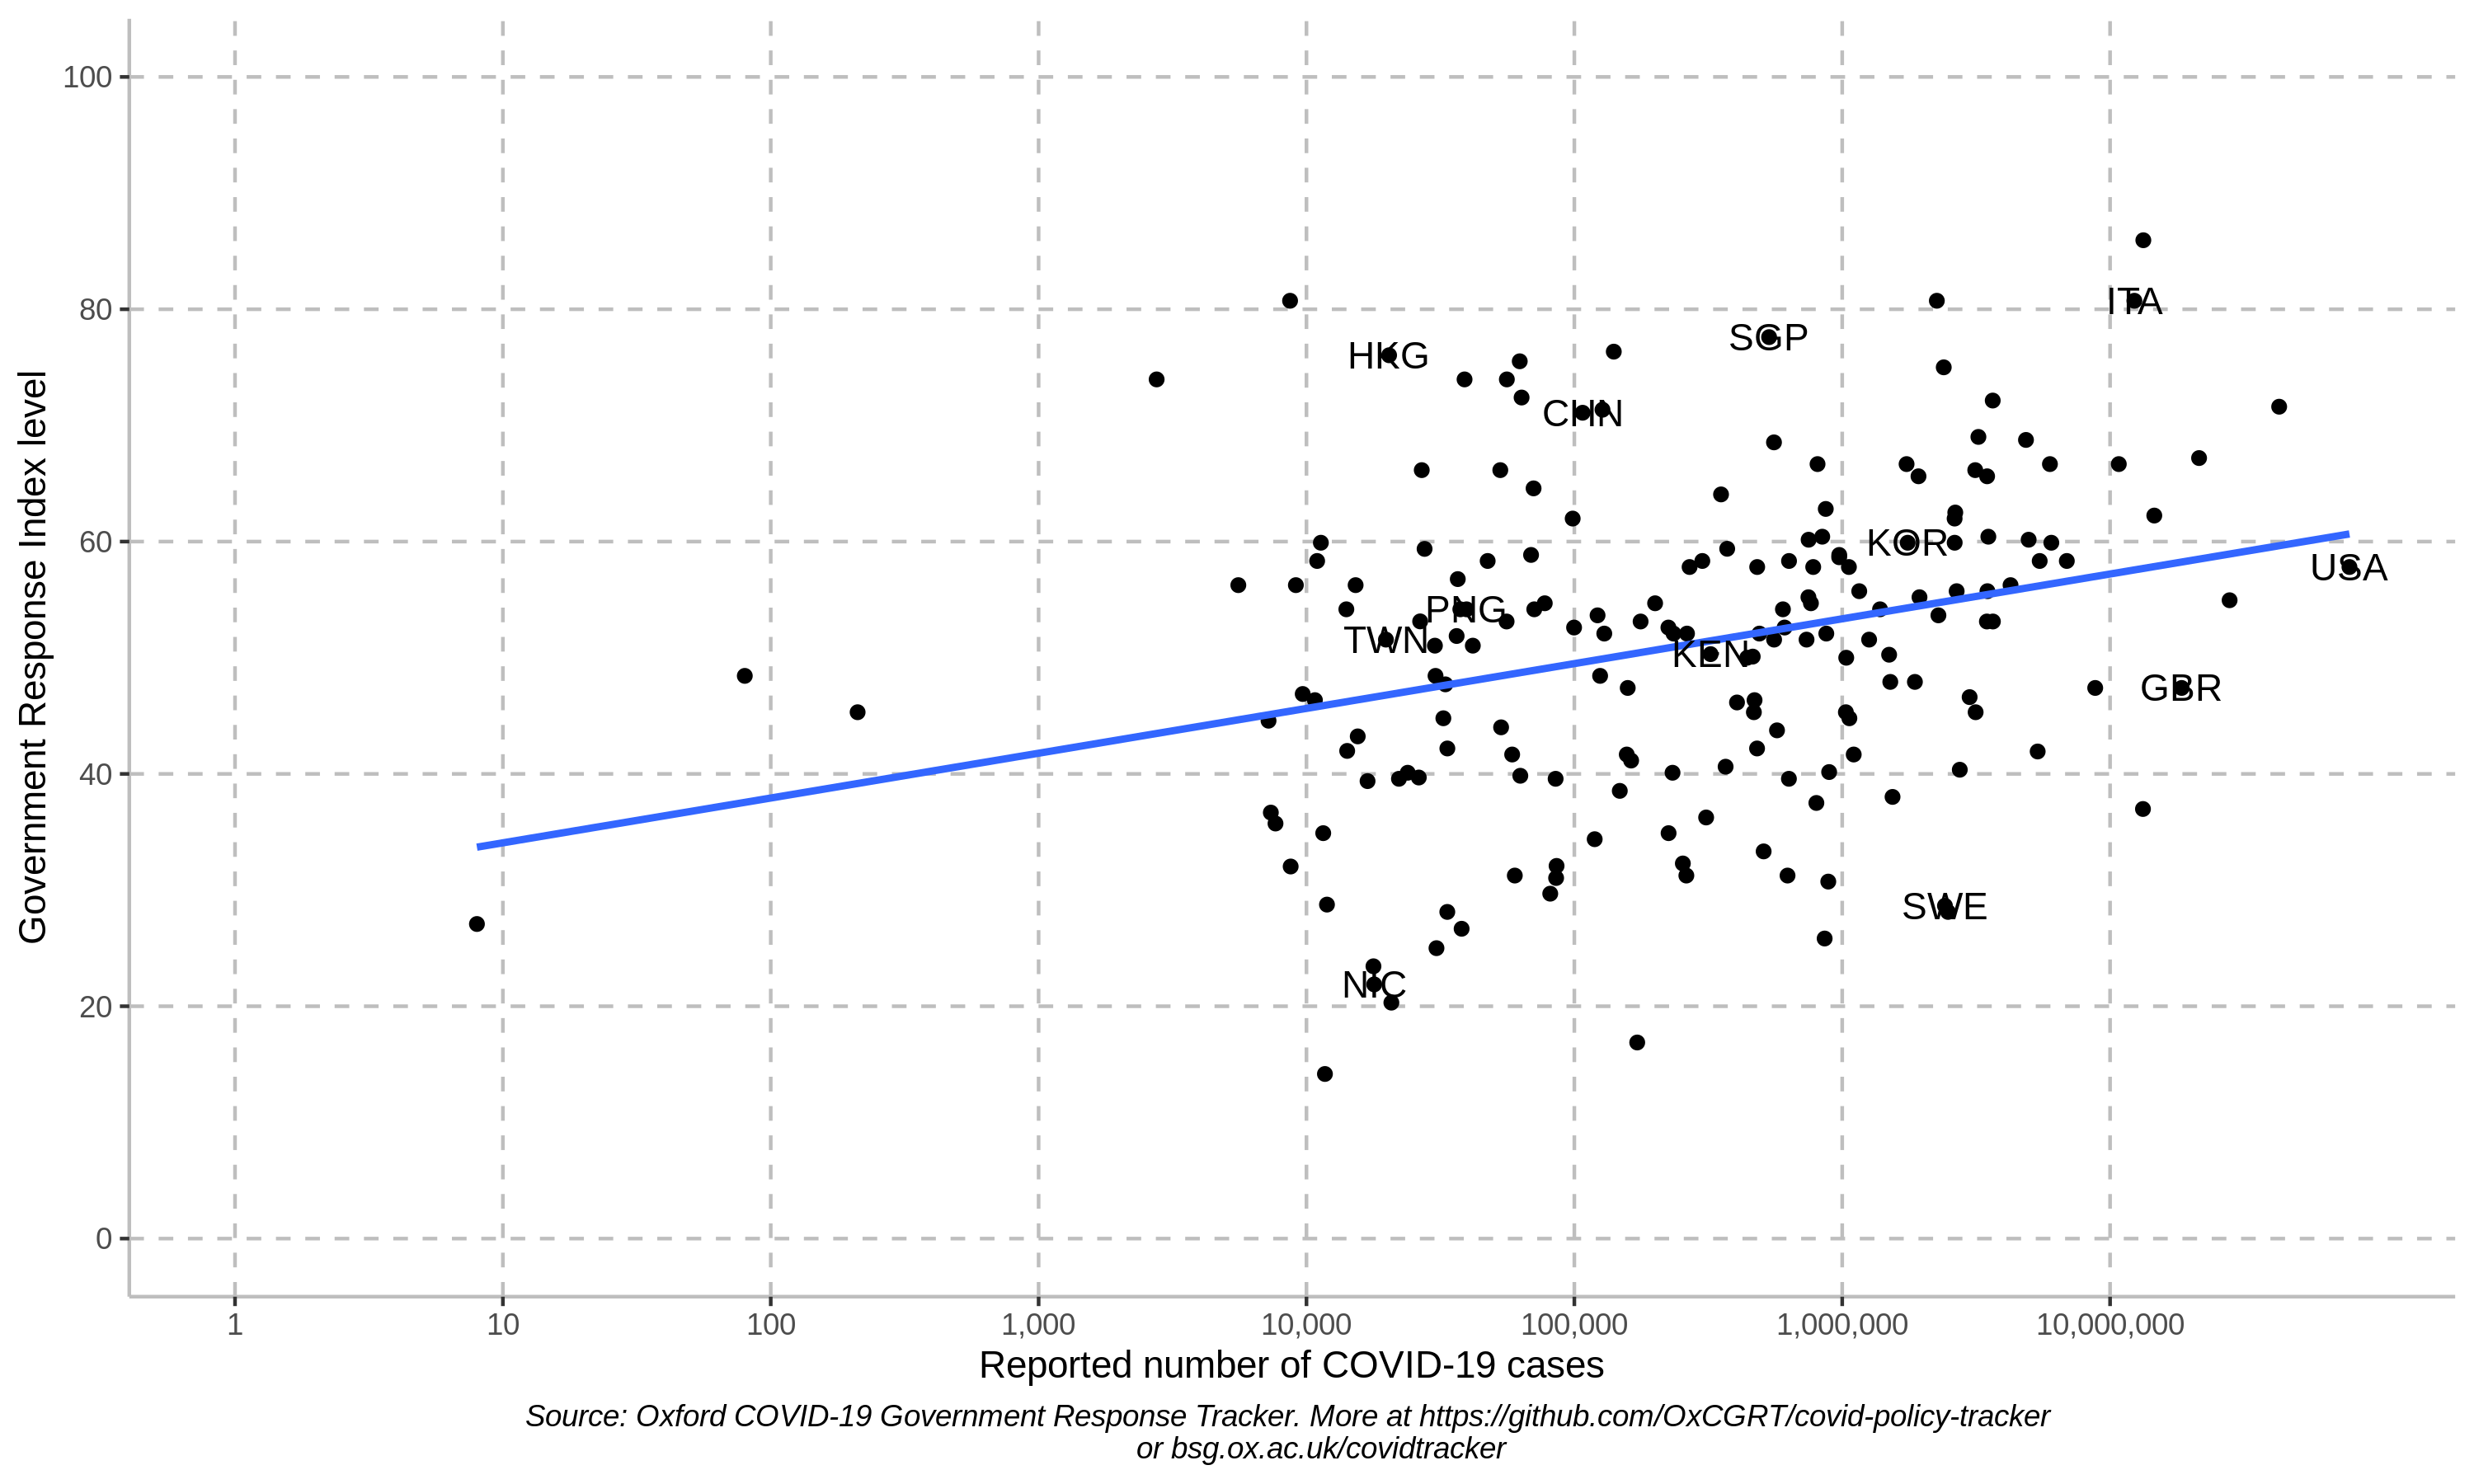 Government Response Index level
100
80
60
40
20
0
ITA
SGP
HKG
CHN
KOR
USA
PNG
TWN
KEN
GBR
SWE
NIC
1
10
100
1,000
10,000
100,000
1,000,000
10,000,000
Reported number of COVID-19 cases
Source: Oxford COVID-19 Government Response Tracker. More at https://github.com/OxCGRT/covid-policy-tracker
or bsg.ox.ac.uk/covidtracker